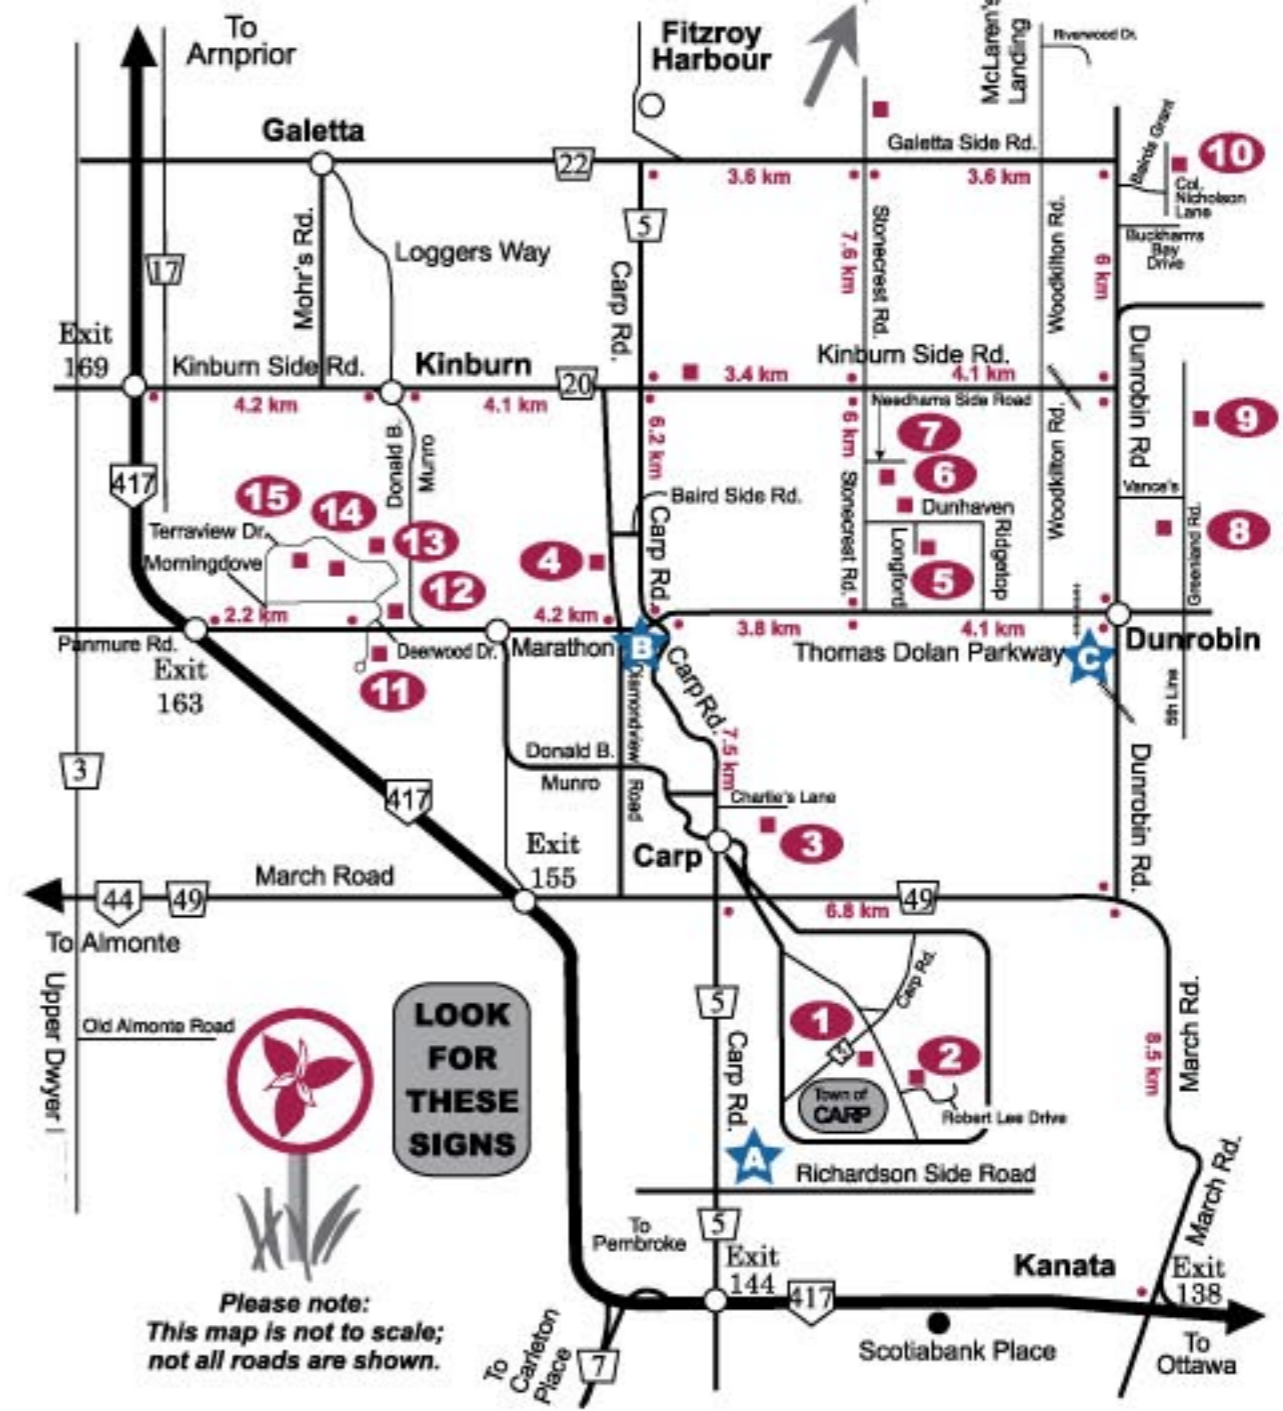 To
Arnprior
Fitzroy
Harbour
McLaren's
Landing
Riverwood Dr.
Galetta
Galetta Side Rd.
Bairds Grant
10
22
3.6 km
3.6 km
Col.
Nicholson
Lane
5
Buckhams
Bay
Drive
17
Mohr's Rd.
Loggers Way
Carp Rd.
7.6 km
Stonecrest Rd.
Woodkilton Rd.
6 km
Exit
169
Kinburn Side Rd.
Kinburn
20
Kinburn Side Rd.
Dunrobin Rd
4.2 km
4.1 km
3.4 km
4.1 km
Needhams Side Road
9
417
Donald B.
Munro
6.2 km
6 km
7
6
Woodkilton Rd.
15
14
Baird Side Rd.
Vance's
Terraview Dr.
13
Carp Rd.
Stonecrest Rd.
Dunhaven
8
Morningdove
4
Longford
Ridgetop
Greenland Rd.
12
5
2.2 km
4.2 km
3.8 km
4.1 km
Panmure Rd.
Deerwood Dr.
Marathon
B
Thomas Dolan Parkway
C
Dunrobin
Exit
163
11
Diamondview
Road
Carp Rd.
5th Line
3
Donald B.
Munro
7.5 km
Dunrobin Rd.
417
Charlie's Lane
Exit
155
Carp
3
March Road
44
49
49
6.8 km
To Almonte
Upper Dwyer
LOOK
FOR
THESE
SIGNS
5
Carp Rd.
Carp Rd.
March Rd.
Old Almonte Road
1
3
2
8.5 km
Town of
CARP
Robert Lee Drive
A
Richardson Side Road
March Rd.
To
Pembroke
5
Exit
144
417
Kanata
Exit
138
Please note:
This map is not to scale;
not all roads are shown.
To
Carleton
Place
7
Scotiabank Place
To
Ottawa